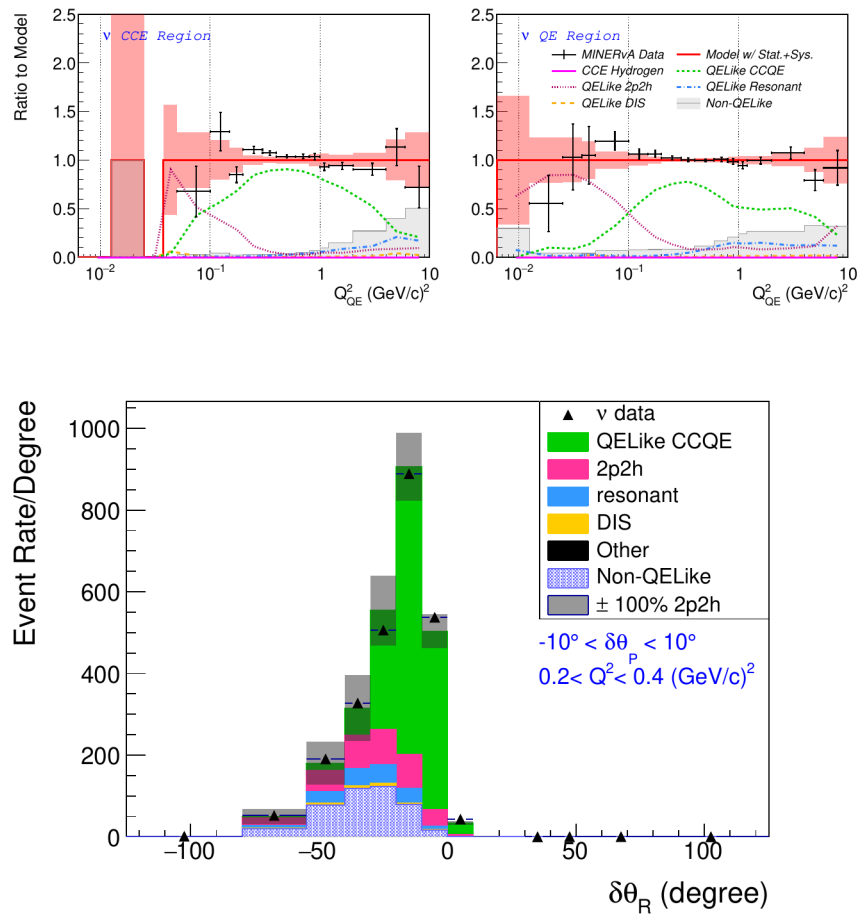 Ratio to Model
2.5
2.0
1.5
1.0
0.5
0.0
ν CCE Region
10⁻²
10⁻¹
1
10
Q²_QE (GeV/c)²
2.5
2.0
1.5
1.0
0.5
0.0
ν QE Region
MINERvA Data
Model w/ Stat.+Sys.
CCE Hydrogen
QELike CCQE
QELike 2p2h
QELike Resonant
QELike DIS
Non-QELike
10⁻²
10⁻¹
1
10
Q²_QE (GeV/c)²
Event Rate/Degree
1000
800
600
400
200
0
ν data
QELike CCQE
2p2h
resonant
DIS
Other
Non-QELike
± 100% 2p2h
-10° < δθ_P < 10°
0.2< Q²< 0.4 (GeV/c)²
−100
−50
0
50
100
δθ_R (degree)